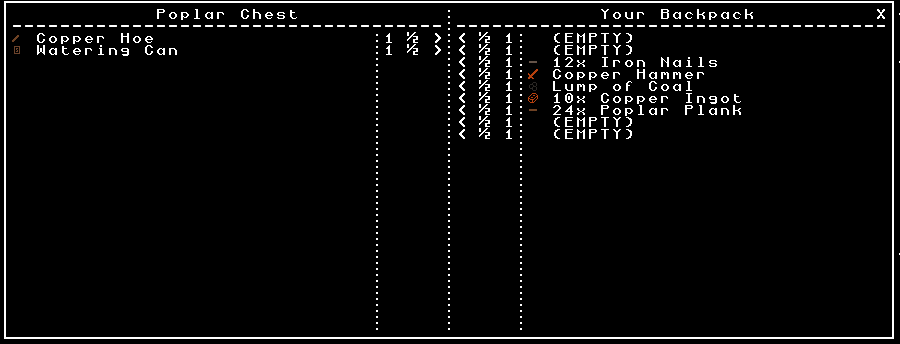 Poplar Chest Your Backpack X
Copper Hoe 1 ½ > < ½ 1 (EMPTY)
Watering Can 1 ½ > < ½ 1 (EMPTY)
< ½ 1 12x Iron Nails
< ½ 1 Copper Hammer
< ½ 1 Lump of Coal
< ½ 1 10x Copper Ingot
< ½ 1 24x Poplar Plank
< ½ 1 (EMPTY)
< ½ 1 (EMPTY)